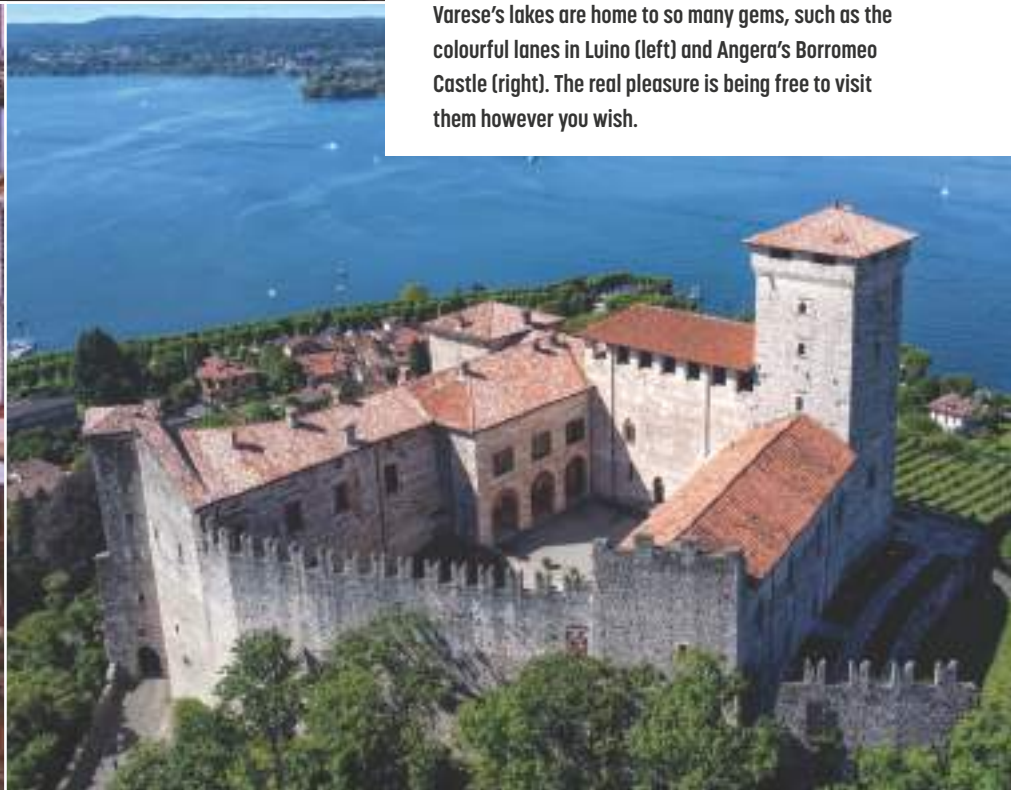 Varese’s lakes are home to so many gems, such as the
colourful lanes in Luino (left) and Angera’s Borromeo
Castle (right). The real pleasure is being free to visit
them however you wish.